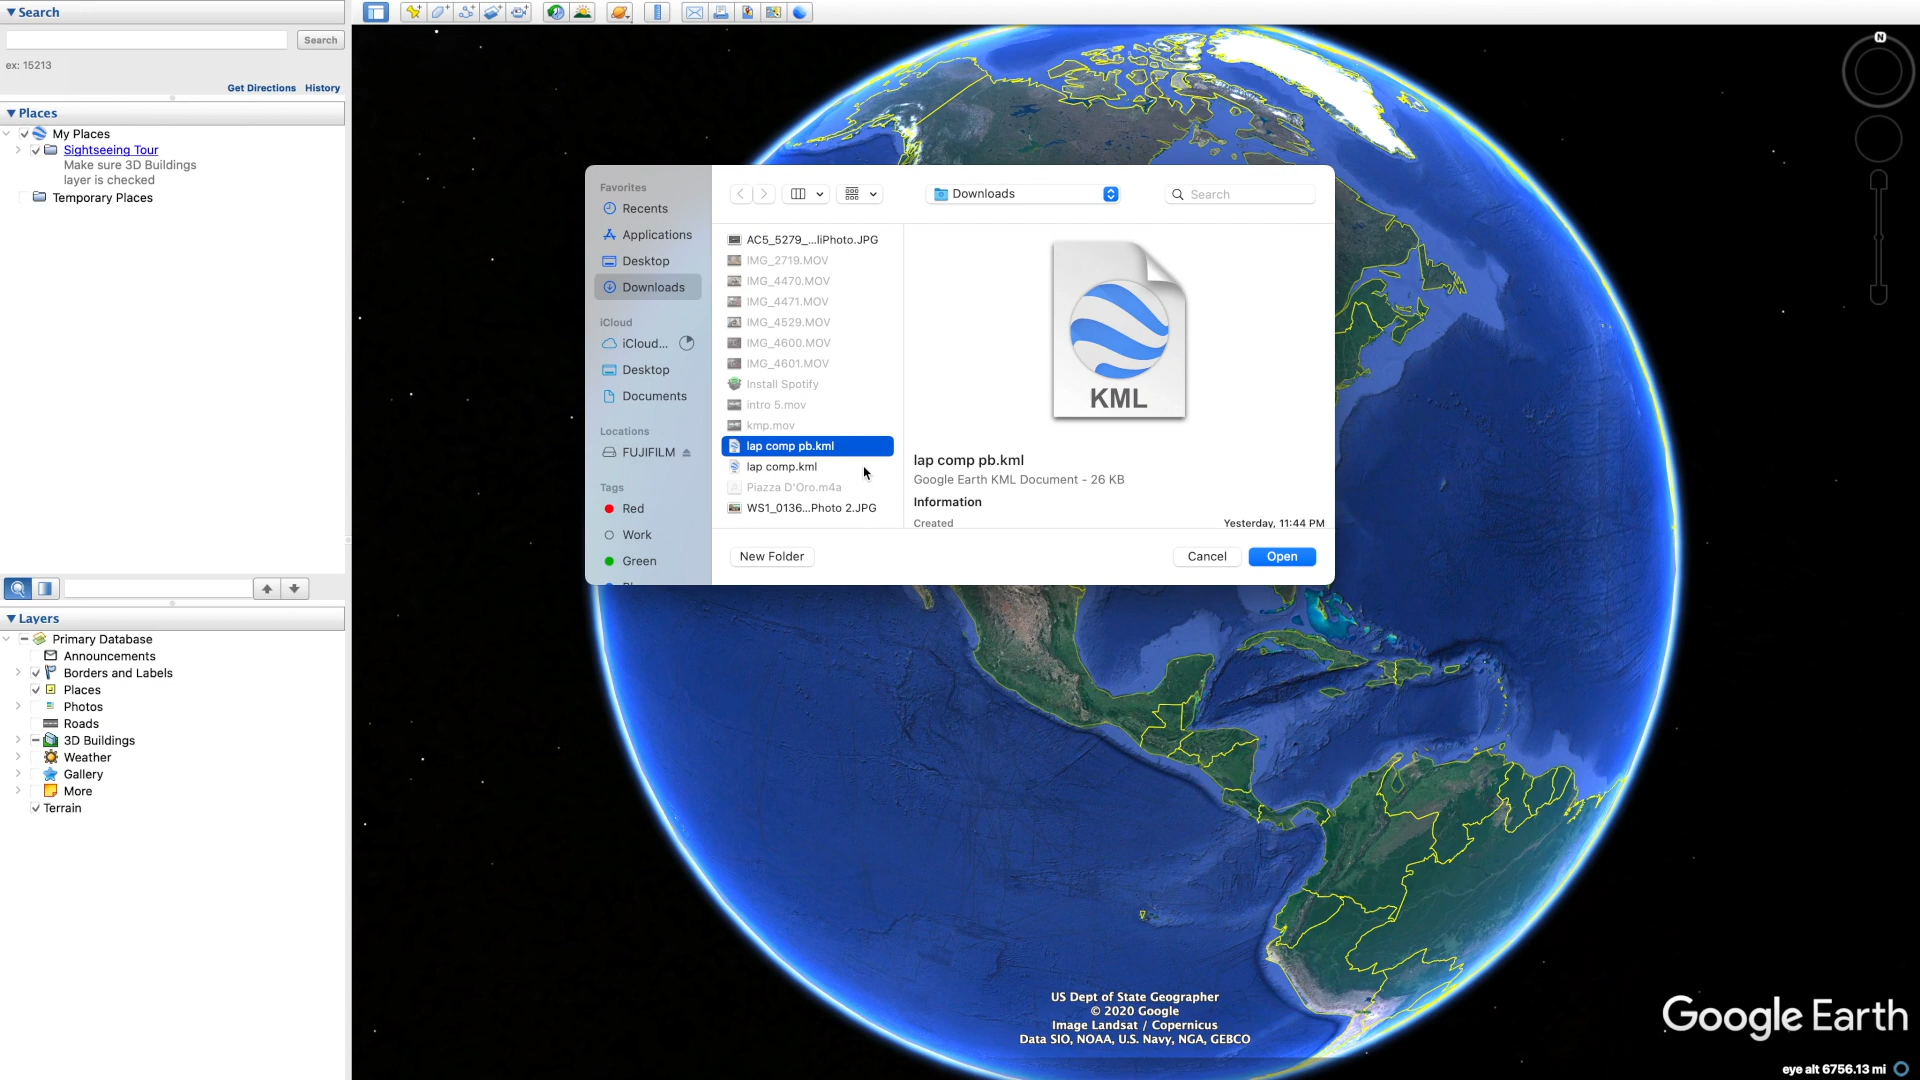 Search
Search
ex: 15213
Get Directions History
Places
My Places
Sightseeing Tour
Make sure 3D Buildings
layer is checked
Temporary Places
Layers
Primary Database
Announcements
Borders and Labels
Places
Photos
Roads
3D Buildings
Weather
Gallery
More
Terrain
N
Favorites
Recents
Applications
Desktop
Downloads
iCloud
iCloud...
Desktop
Documents
Locations
FUJIFILM
Tags
Red
Work
Green
Downloads
Search
AC5_5279_...liPhoto.JPG
IMG_2719.MOV
IMG_4470.MOV
IMG_4471.MOV
IMG_4529.MOV
IMG_4600.MOV
IMG_4601.MOV
Install Spotify
intro 5.mov
kmp.mov
lap comp pb.kml
lap comp.kml
Piazza D'Oro.m4a
WS1_0136...Photo 2.JPG
KML
lap comp pb.kml
Google Earth KML Document - 26 KB
Information
Created Yesterday, 11:44 PM
New Folder
Cancel
Open
US Dept of State Geographer
© 2020 Google
Image Landsat / Copernicus
Data SIO, NOAA, U.S. Navy, NGA, GEBCO
Google Earth
eye alt 6756.13 mi